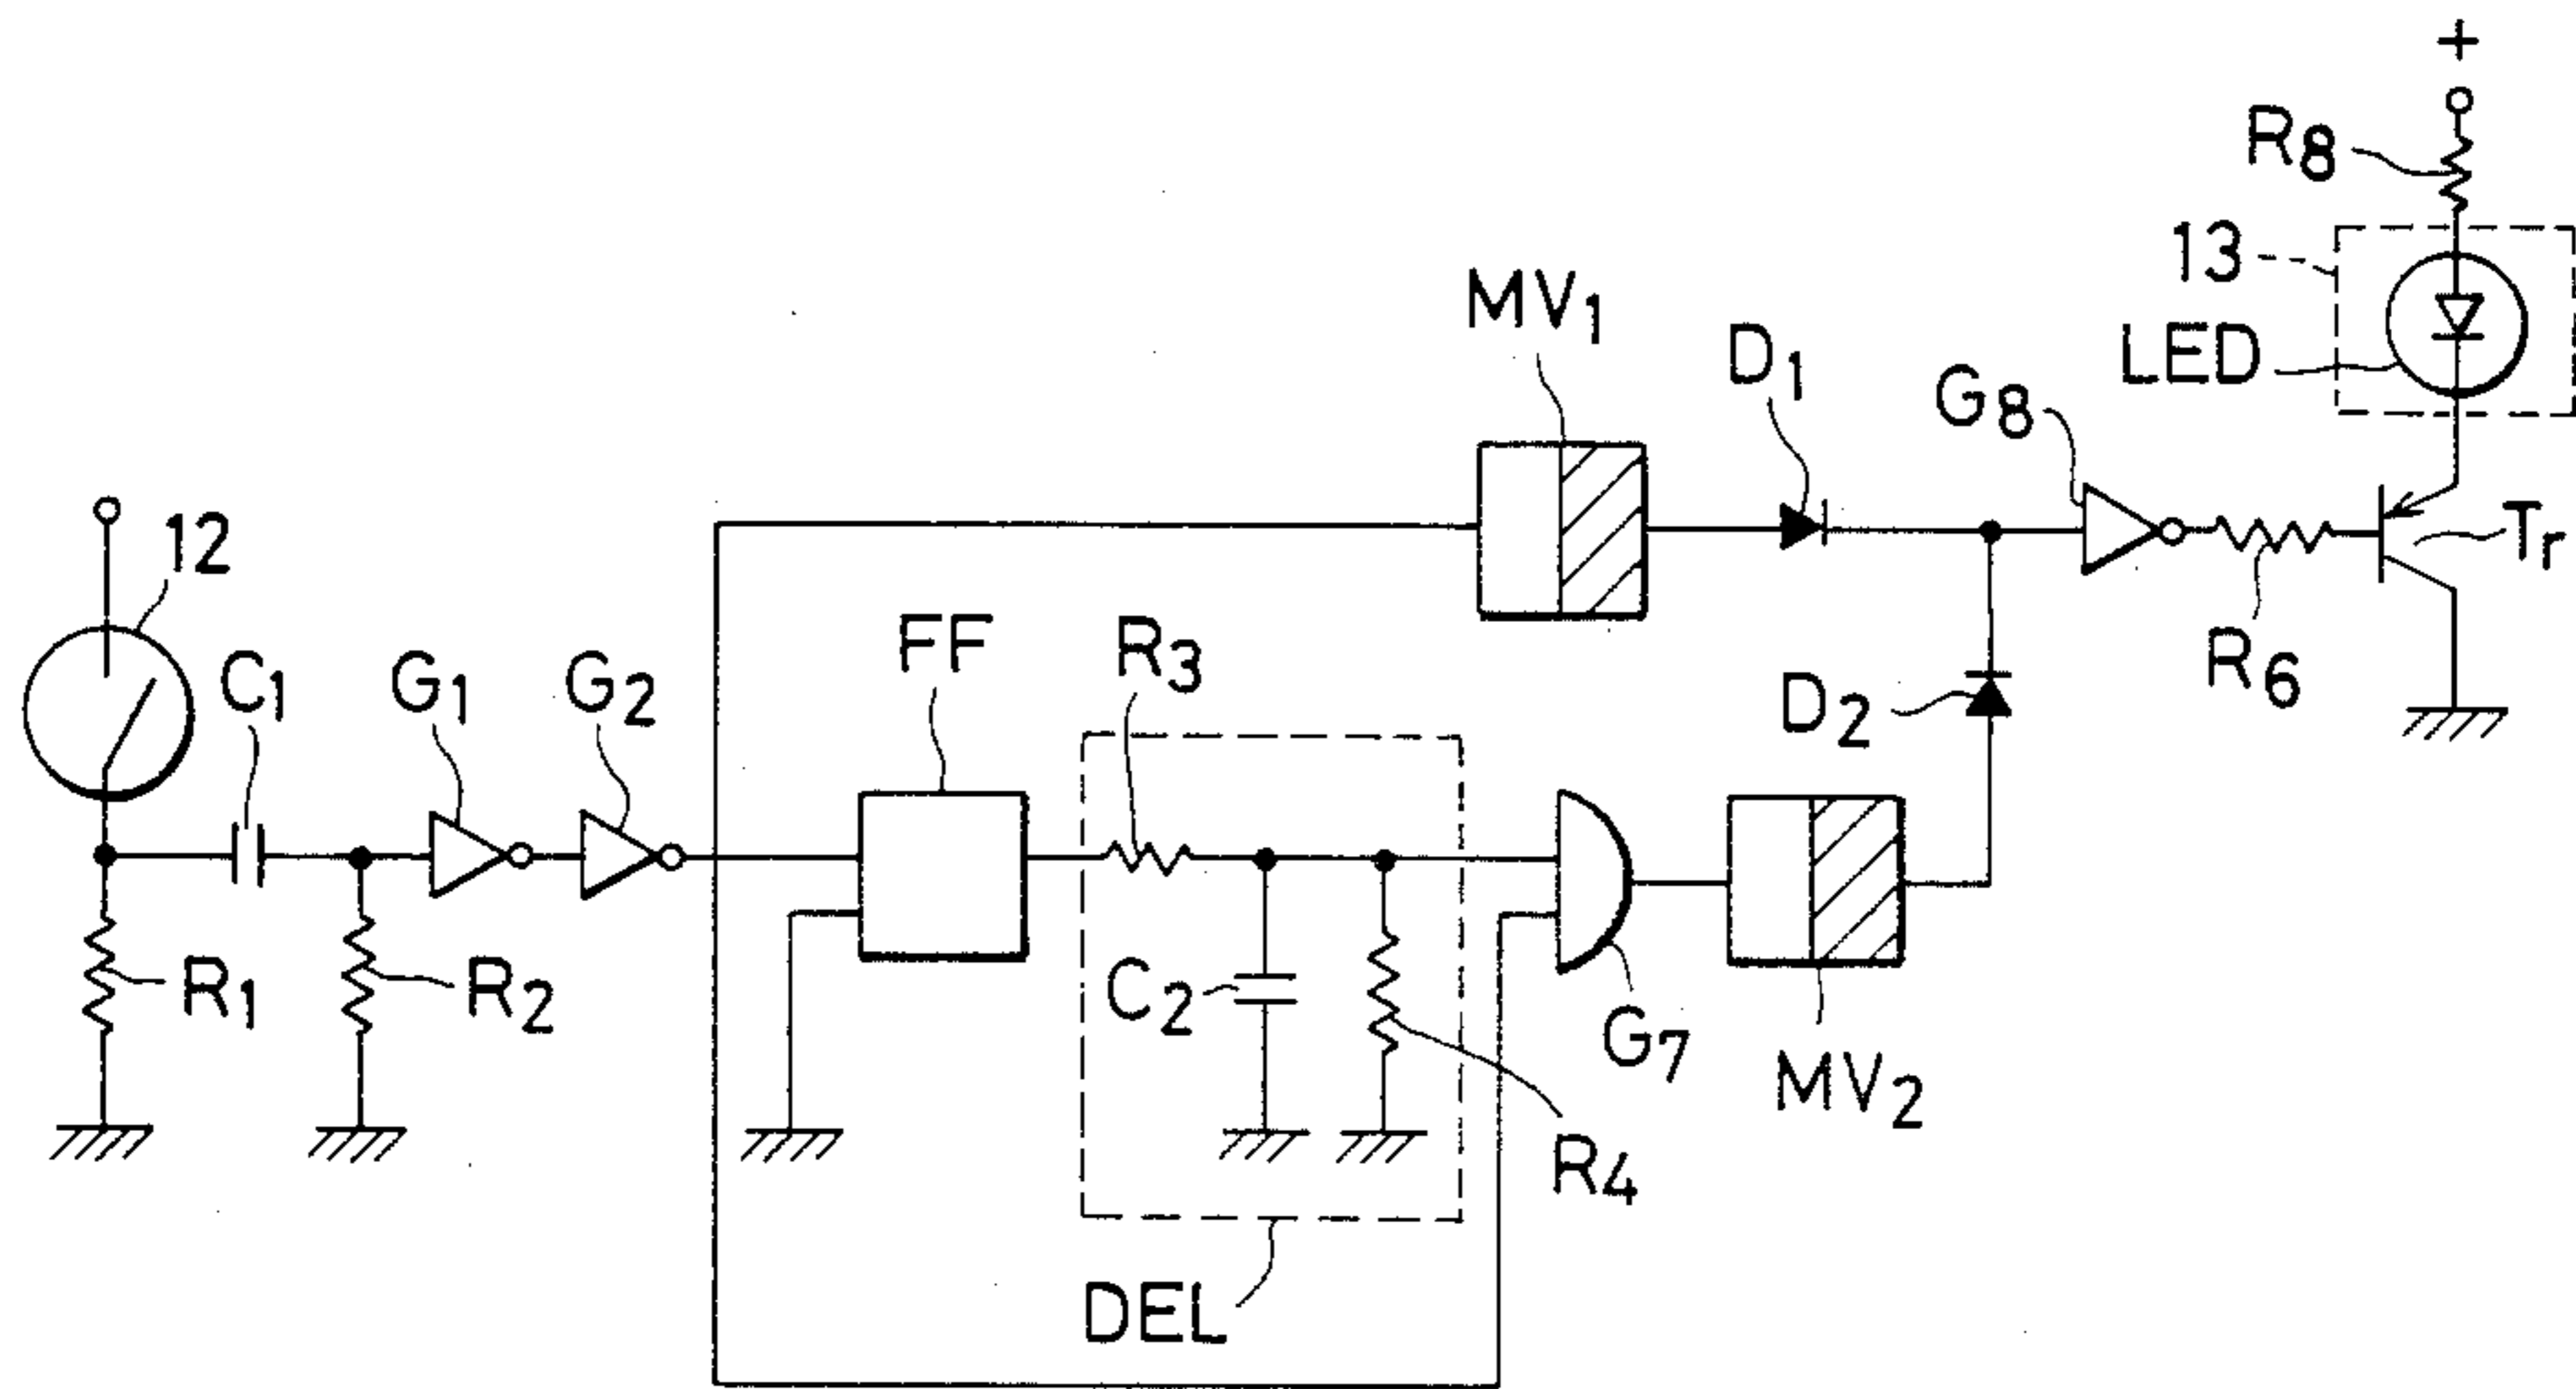 +
R8
13
LED
MV1
D1
G8
Tr
R6
12
C1
G1
G2
FF
R3
D2
R1
R2
C2
G7
MV2
R4
DEL